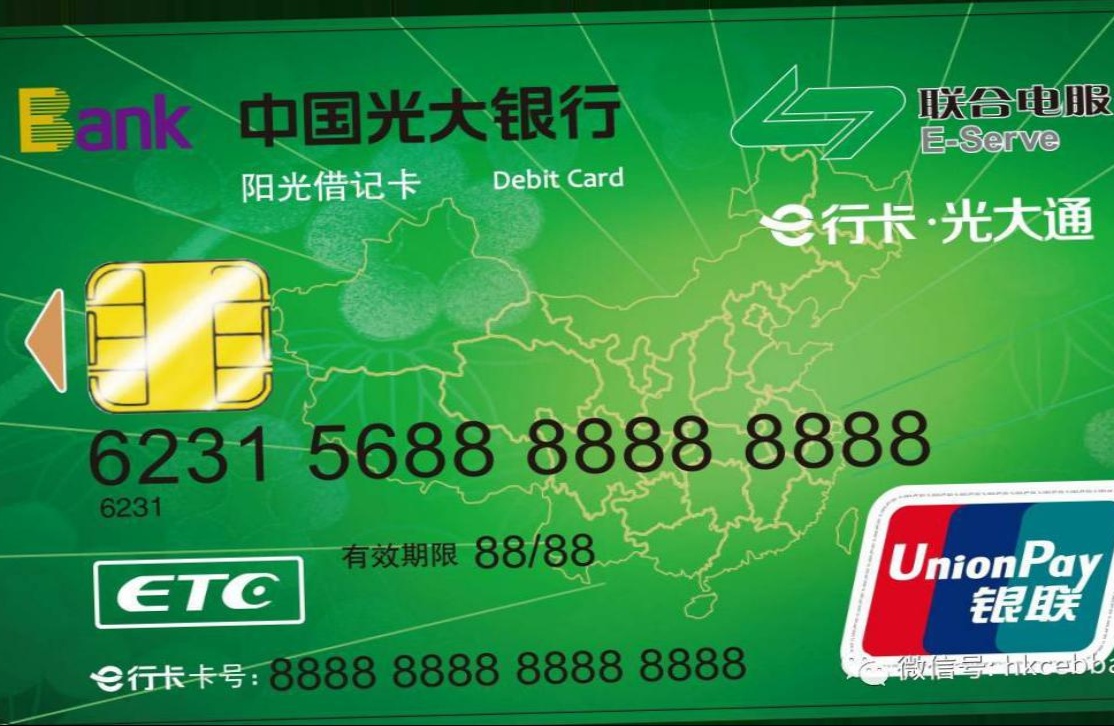 Bank 中国光大银行
阳光借记卡 Debit Card
联合电服
E-Serve
e行卡·光大通
6231 5688 8888 8888
6231
有效期限 88/88
ETC
UnionPay
银联
e行卡卡号: 8888 8888 8888 8888
微信号: hkcebba